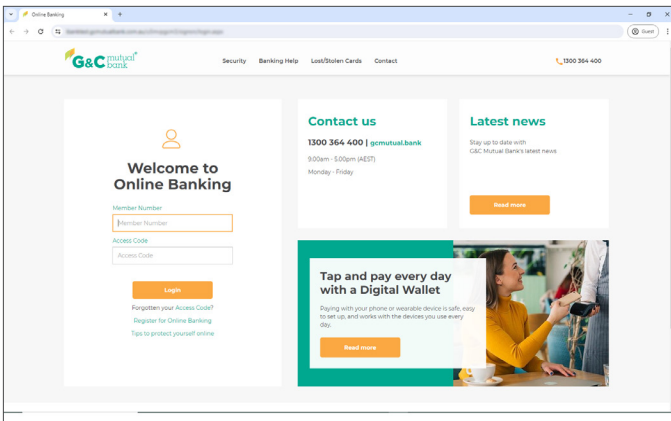 Online Banking
Guest
G&C mutual bank
Security Banking Help Lost/Stolen Cards Contact
1300 364 400
Welcome to
Online Banking
Member Number
Member Number
Access Code
Access Code
Login
Forgotten your Access Code?
Register for Online Banking
Tips to protect yourself online
Contact us
1300 364 400 | gcmutual.bank
9.00am - 5.00pm (AEST)
Monday - Friday
Latest news
Stay up to date with
G&C Mutual Bank's latest news
Read more
Tap and pay every day
with a Digital Wallet
Paying with your phone or wearable device is safe, easy
to set up, and works with the devices you use every
day.
Read more